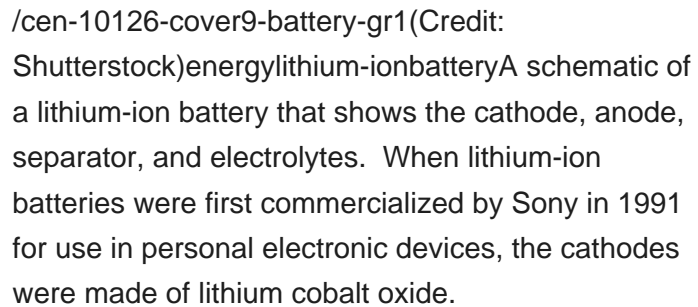 /cen-10126-cover9-battery-gr1(Credit:
Shutterstock)energylithium-ionbatteryA schematic of
a lithium-ion battery that shows the cathode, anode,
separator, and electrolytes.  When lithium-ion
batteries were first commercialized by Sony in 1991
for use in personal electronic devices, the cathodes
were made of lithium cobalt oxide.